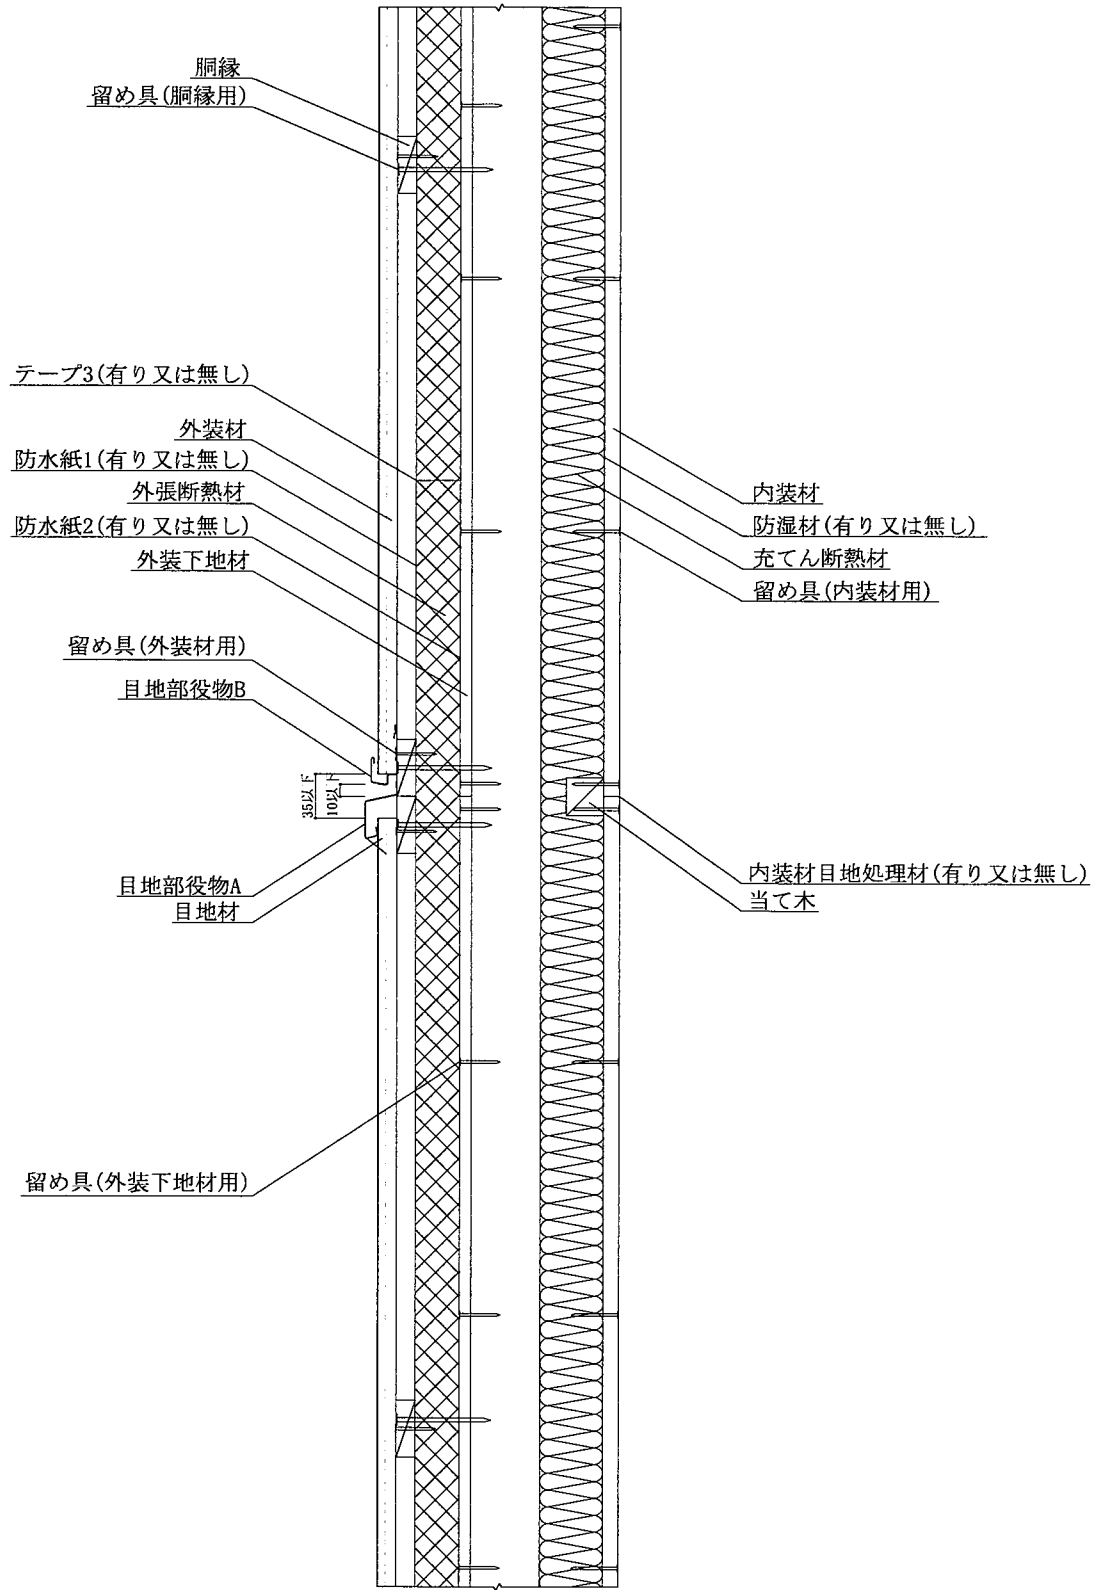 胴縁
留め具(胴縁用)
テープ3(有り又は無し)
外装材
防水紙1(有り又は無し)
外張断熱材
防水紙2(有り又は無し)
外装下地材
留め具(外装材用)
目地部役物B
35以下
10以下
目地部役物A
目地材
留め具(外装下地材用)
内装材
防湿材(有り又は無し)
充てん断熱材
留め具(内装材用)
内装材目地処理材(有り又は無し)
当て木